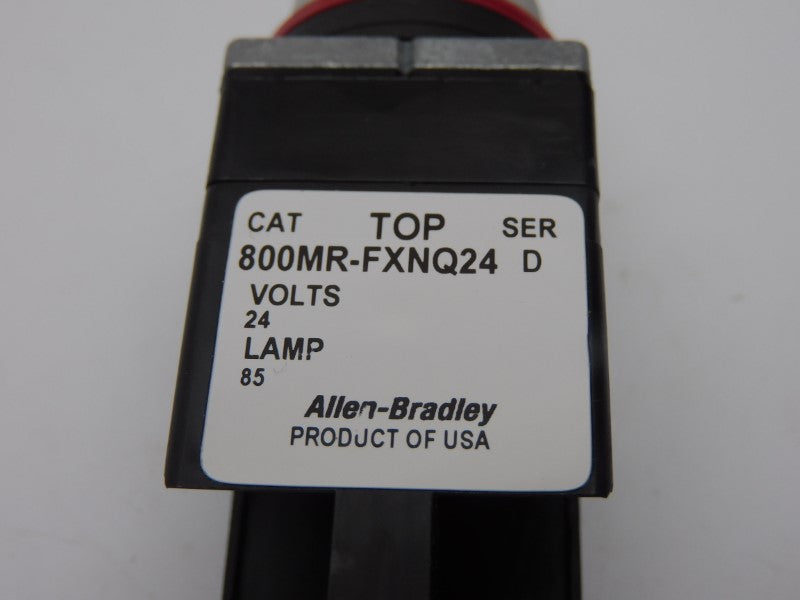 CAT TOP SER
800MR-FXNQ24 D
VOLTS
24
LAMP
85
Allen-Bradley
PRODUCT OF USA